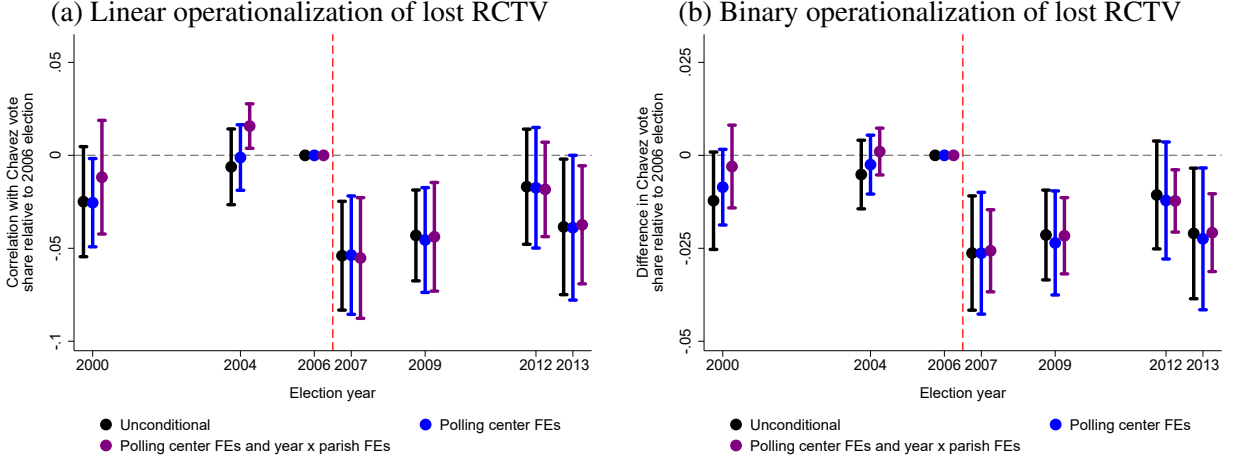 (a) Linear operationalization of lost RCTV
Correlation with Chavez vote
share relative to 2006 election
.05
0
-.05
-.1
2000
2004
2006
2007
2009
2012
2013
Election year
Unconditional
Polling center FEs
Polling center FEs and year x parish FEs
(b) Binary operationalization of lost RCTV
Difference in Chavez vote
share relative to 2006 election
.025
0
-.025
-.05
2000
2004
2006
2007
2009
2012
2013
Election year
Unconditional
Polling center FEs
Polling center FEs and year x parish FEs